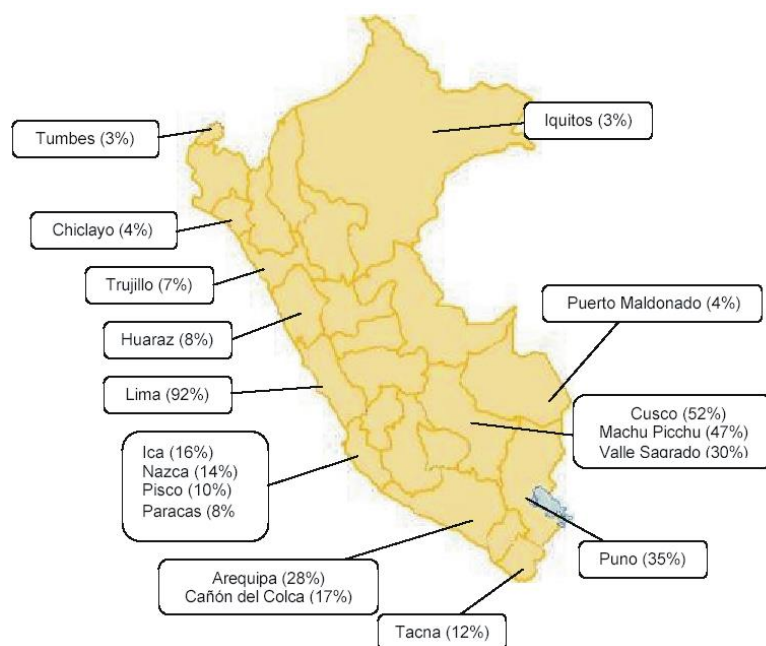 Iquitos (3%)
Tumbes (3%)
Chiclayo (4%)
Trujillo (7%)
Puerto Maldonado (4%)
Huaraz (8%)
Lima (92%)
Cusco (52%)
Machu Picchu (47%)
Valle Sagrado (30%)
Ica (16%)
Nazca (14%)
Pisco (10%)
Paracas (8%
Puno (35%)
Arequipa (28%)
Cañón del Colca (17%)
Tacna (12%)